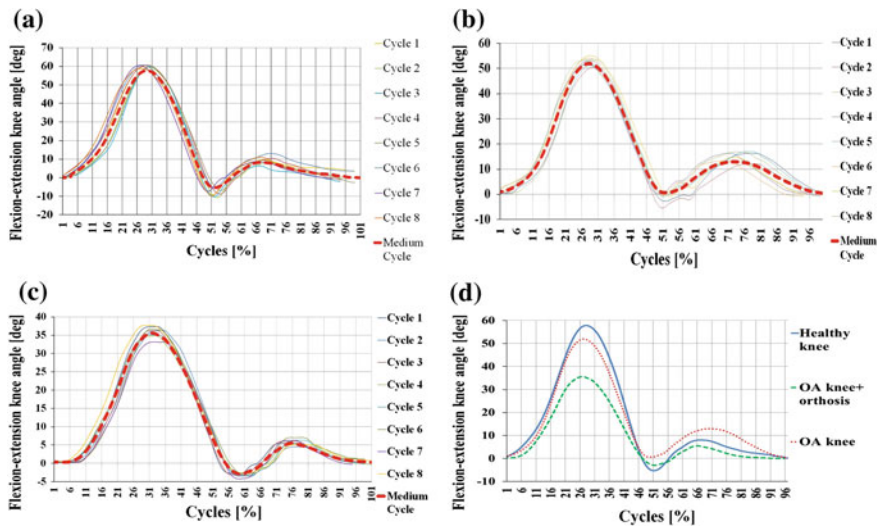 (a)
Flexion-extension knee angle [deg]
70
60
50
40
30
20
10
0
-10
-20
1 6 11 16 21 26 31 36 41 46 51 56 61 66 71 76 81 86 91 96 101
Cycles [%]
Cycle 1
Cycle 2
Cycle 3
Cycle 4
Cycle 5
Cycle 6
Cycle 7
Cycle 8
Medium
Cycle
(b)
Flexion-extension knee angle [deg]
60
50
40
30
20
10
0
-10
1 6 11 16 21 26 31 36 41 46 51 56 61 66 71 76 81 86 91 96
Cycles [%]
Cycle 1
Cycle 2
Cycle 3
Cycle 4
Cycle 5
Cycle 6
Cycle 7
Cycle 8
Medium
Cycle
(c)
Flexion-extension knee angle [deg]
40
35
30
25
20
15
10
5
0
-5
1 6 11 16 21 26 31 36 41 46 51 56 61 66 71 76 81 86 91 96 101
Cycles [%]
Cycle 1
Cycle 2
Cycle 3
Cycle 4
Cycle 5
Cycle 6
Cycle 7
Cycle 8
Medium
Cycle
(d)
Flexion-extension knee angle [deg]
60
50
40
30
20
10
0
-10
1 6 11 16 21 26 31 36 41 46 51 56 61 66 71 76 81 86 91 96
Cycles [%]
Healthy
knee
OA knee+
orthosis
OA knee